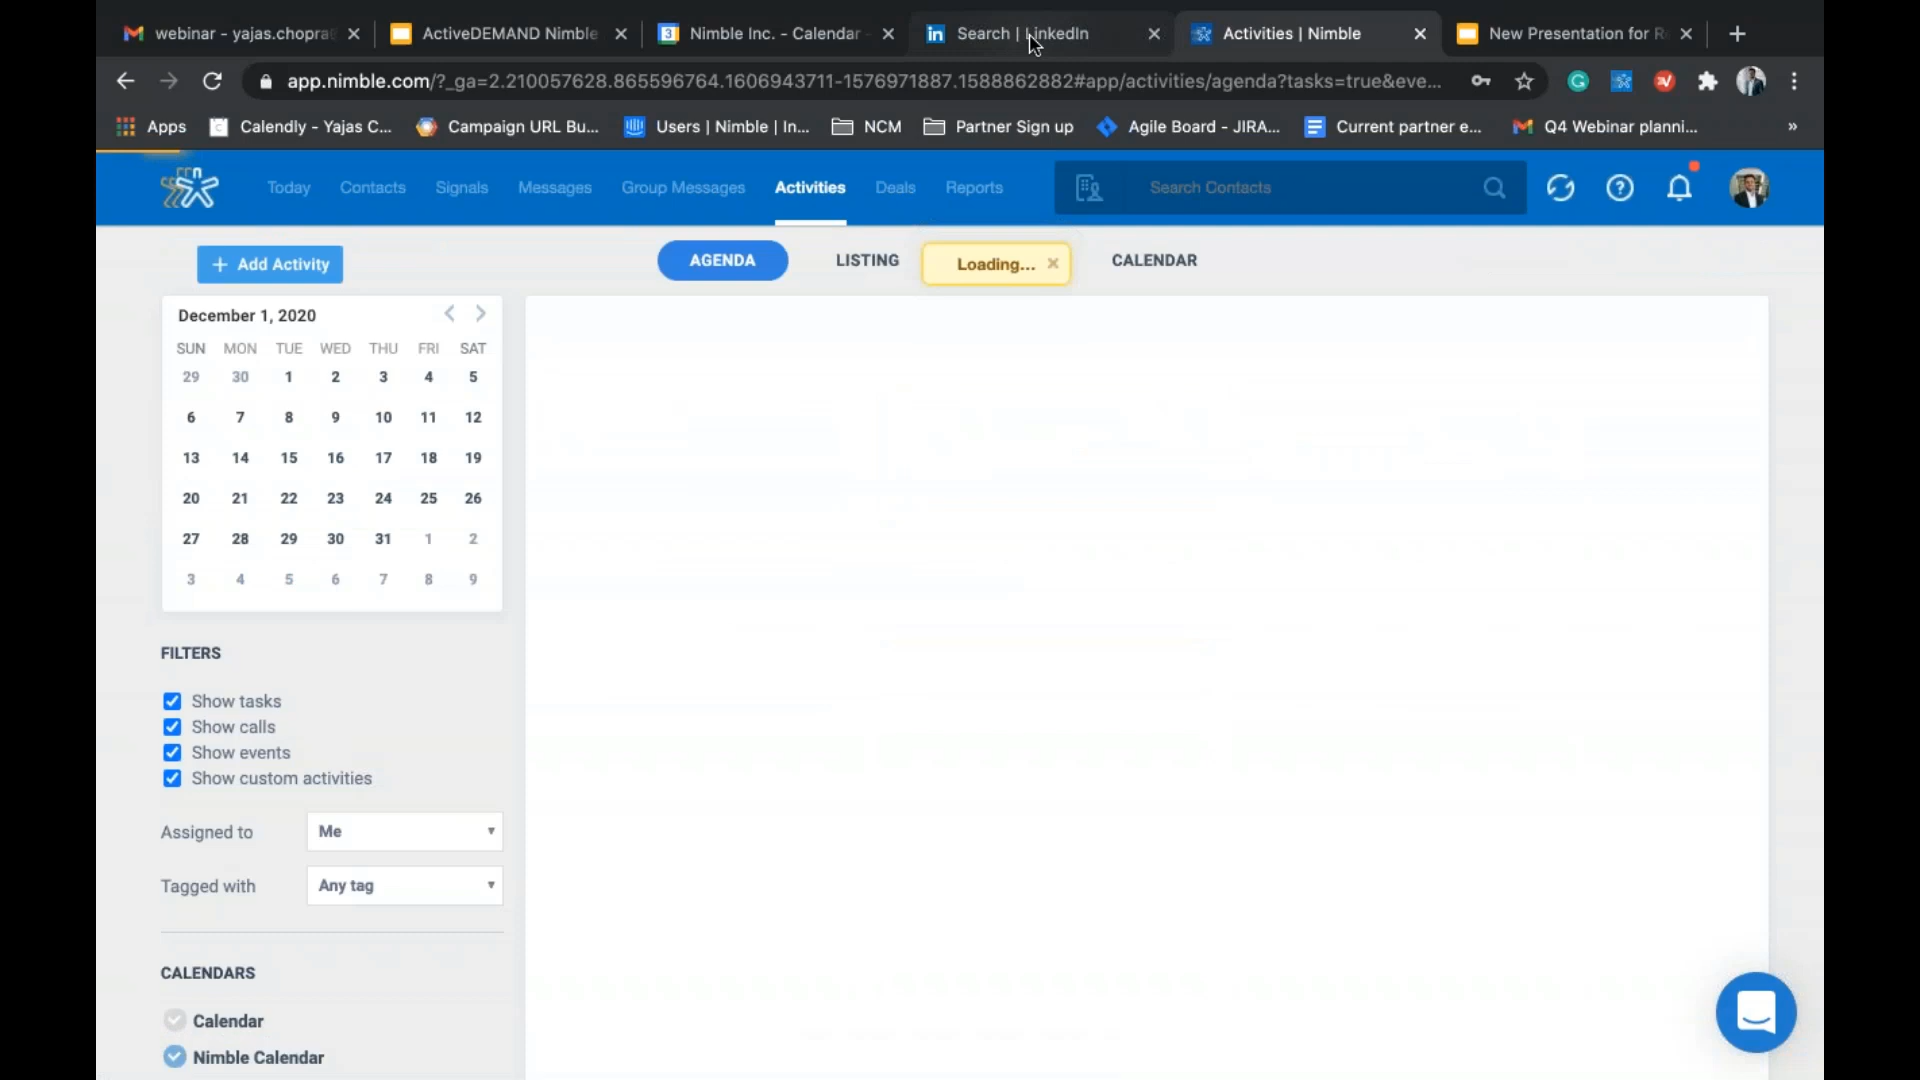 webinar - yajas.chopra
ActiveDEMAND Nimble
Nimble Inc. - Calendar -
Search | LinkedIn
Activities | Nimble
New Presentation for R
app.nimble.com/?_ga=2.210057628.865596764.1606943711-1576971887.1588862882#app/activities/agenda?tasks=true&eve...
Apps
Calendly - Yajas C...
Campaign URL Bu...
Users | Nimble | In...
NCM
Partner Sign up
Agile Board - JIRA...
Current partner e...
Q4 Webinar planni...
»
Today
Contacts
Signals
Messages
Group Messages
Activities
Deals
Reports
Search Contacts
+ Add Activity
AGENDA
LISTING
Loading...
CALENDAR
December 1, 2020
SUN MON TUE WED THU FRI SAT
29 30 1 2 3 4 5
6 7 8 9 10 11 12
13 14 15 16 17 18 19
20 21 22 23 24 25 26
27 28 29 30 31 1 2
3 4 5 6 7 8 9
FILTERS
Show tasks
Show calls
Show events
Show custom activities
Assigned to
Me
Tagged with
Any tag
CALENDARS
Calendar
Nimble Calendar